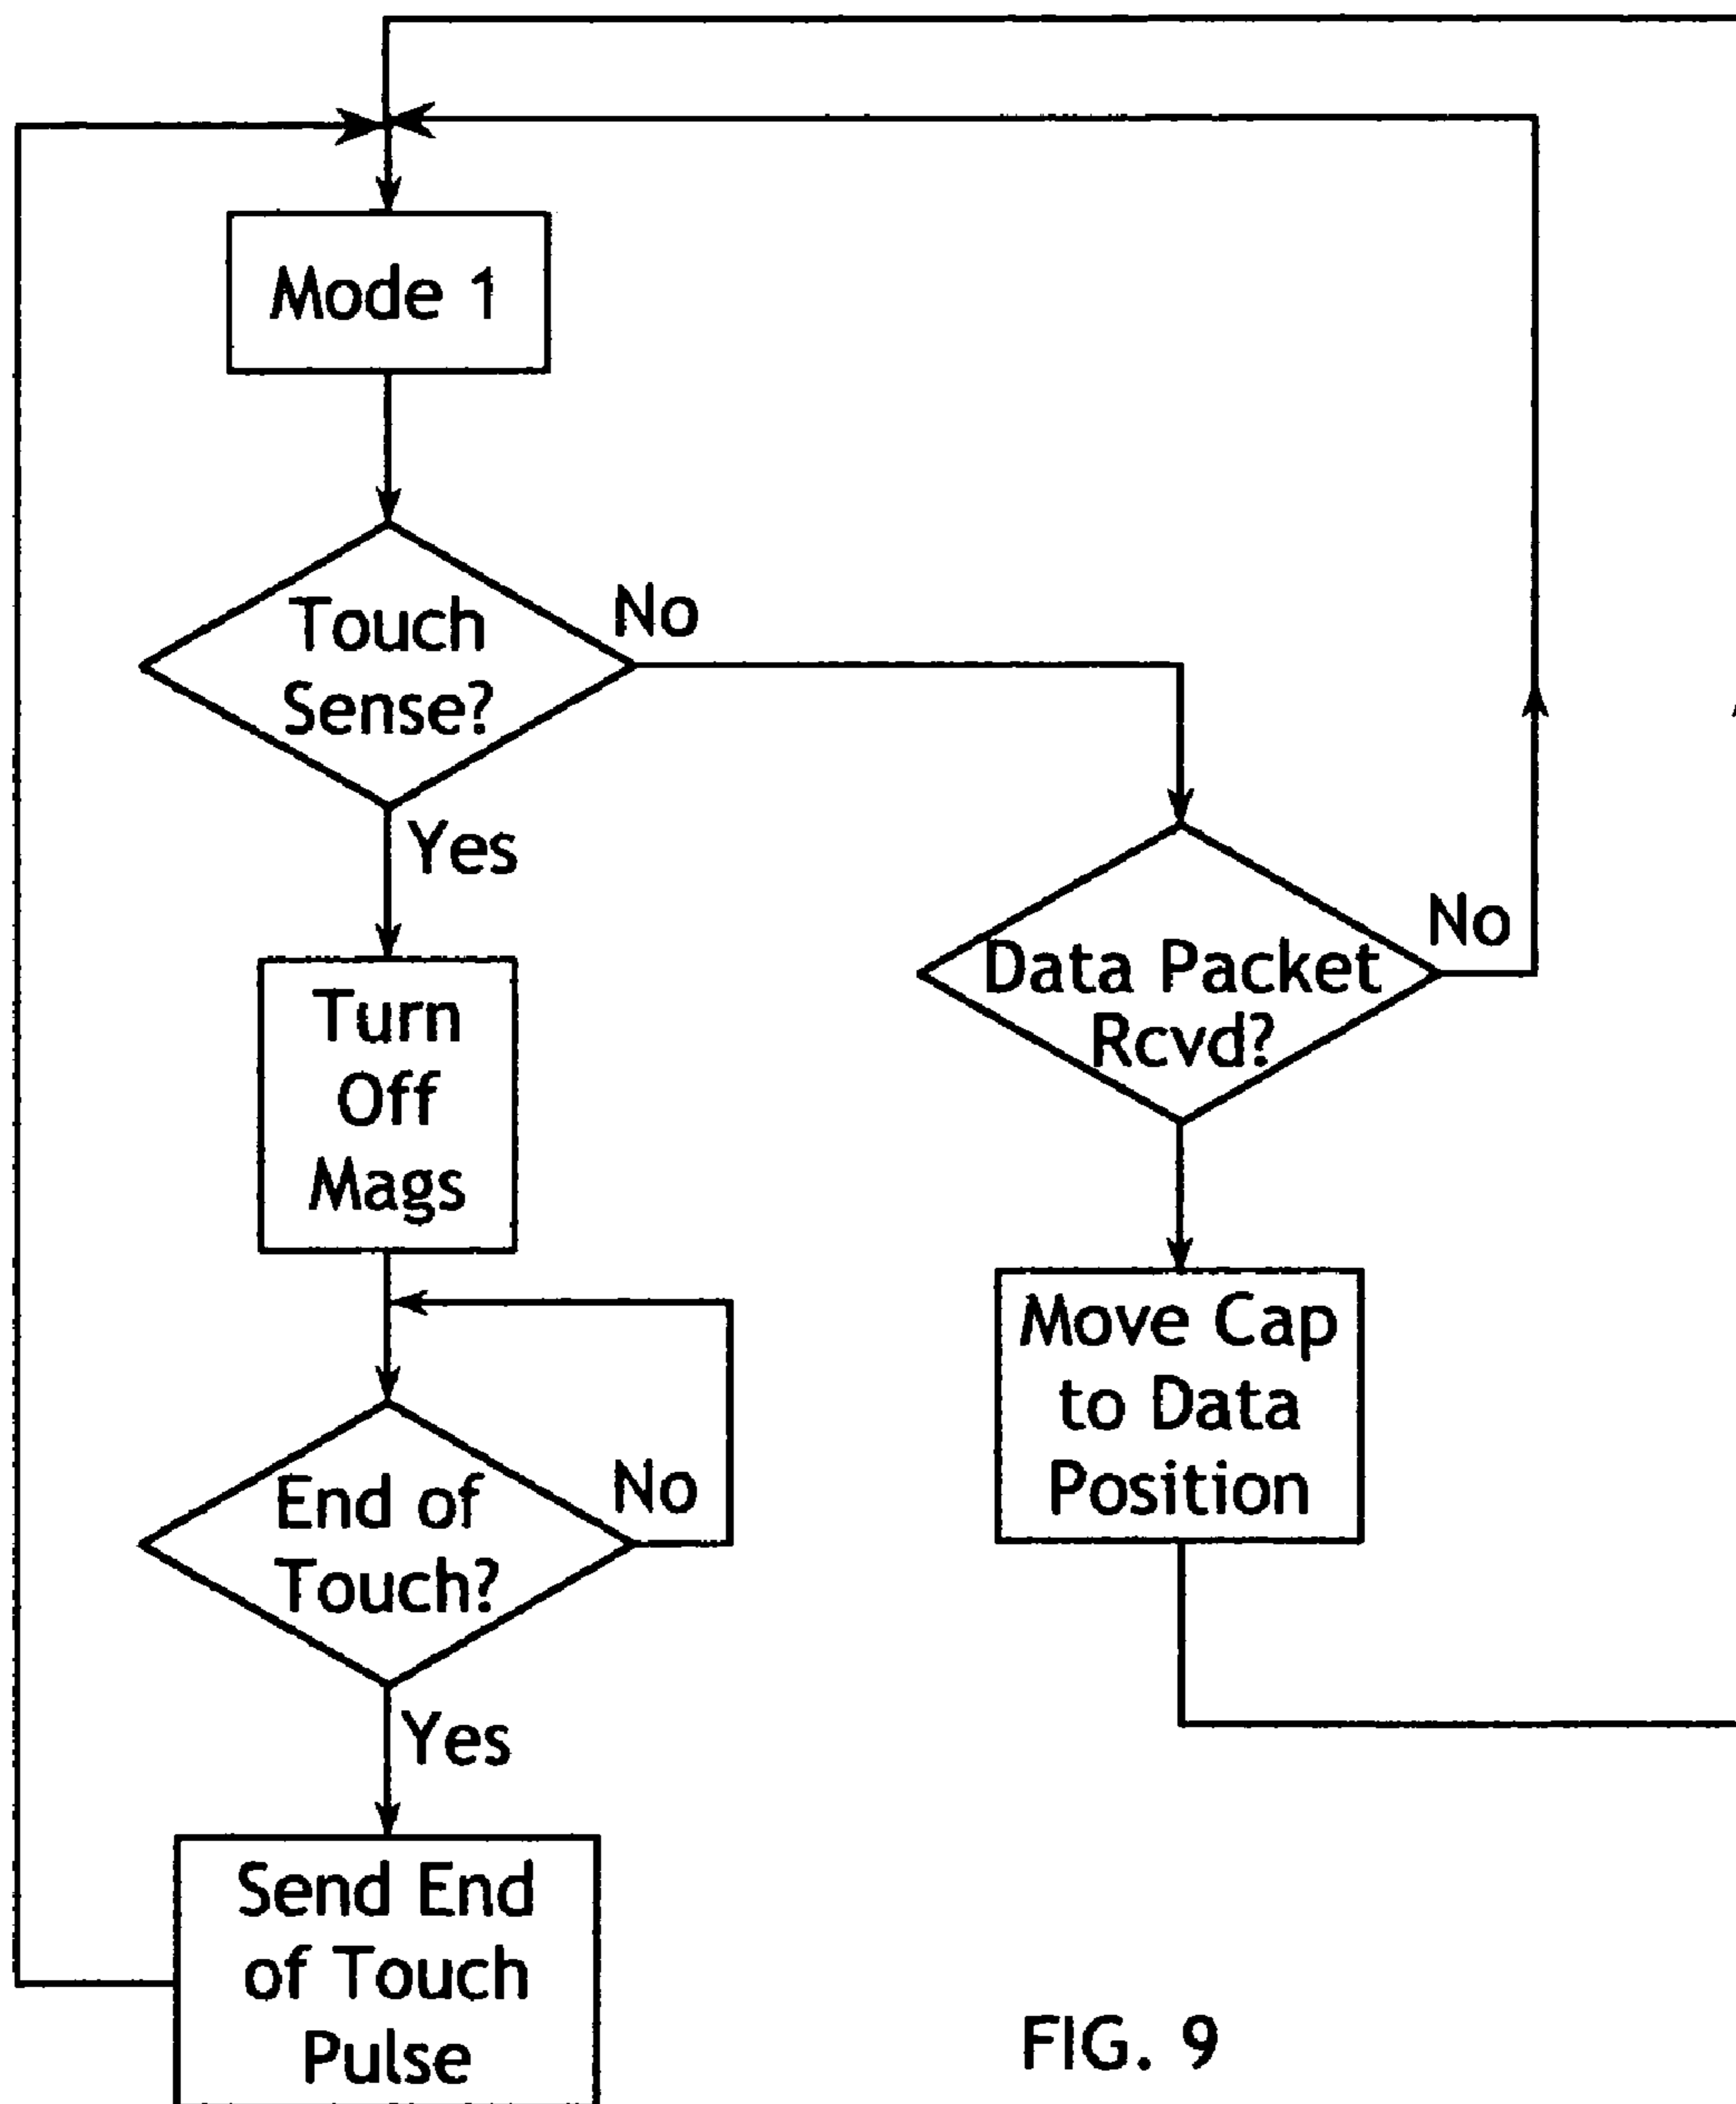 Mode 1
Touch
Sense?
No
Yes
Turn
Off
Mags
End of
Touch?
No
Yes
Send End
of Touch
Pulse
Data Packet
Rcvd?
No
Move Cap
to Data
Position
FIG. 9